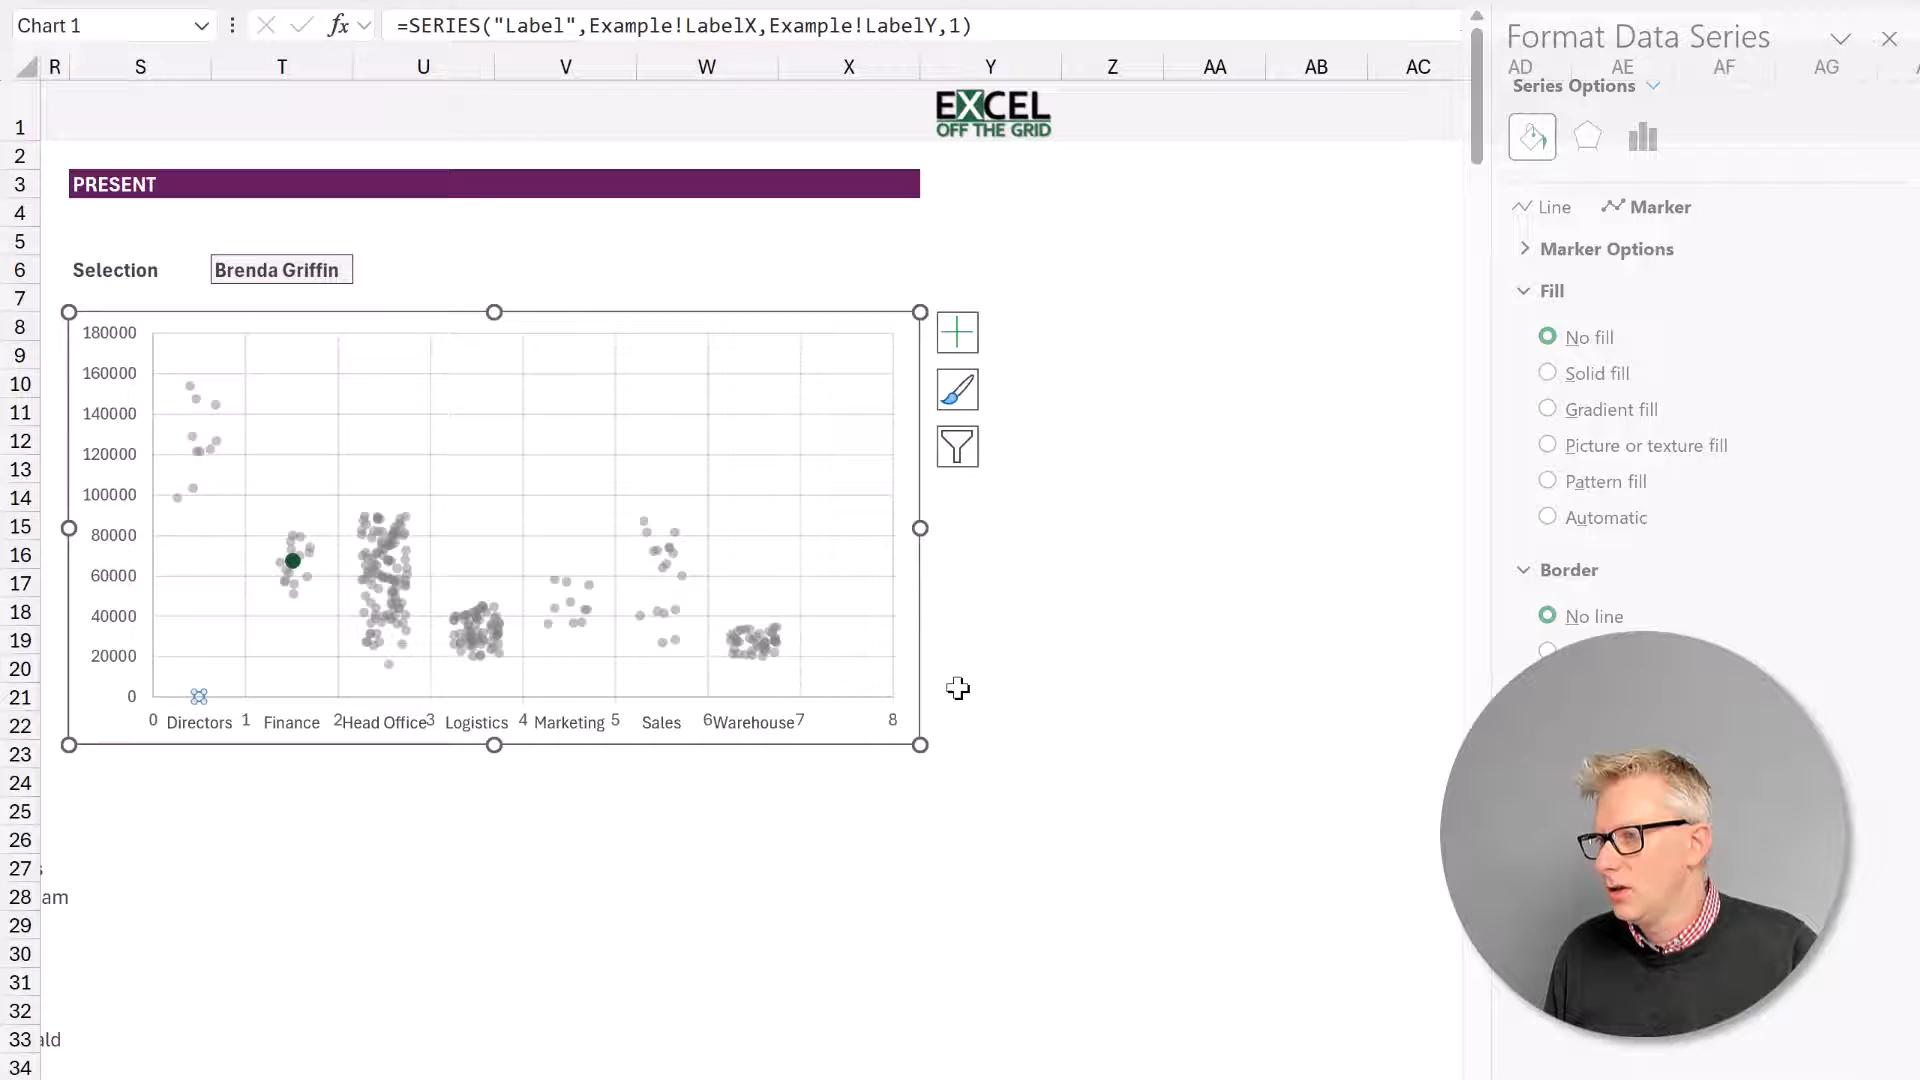 Chart 1
fx
=SERIES("Label",Example!LabelX,Example!LabelY,1)
Format Data Series
R S T U V W X Y Z AA AB AC AD AE AF AG
Series Options
1
EXCEL
OFF THE GRID
2
3 PRESENT
4
5
6 Selection Brenda Griffin
7
8
9
10
11
12
13
14
15
16
17
18
19
20
21
22
23
24
25
26
27
28 am
29
30
31
32
33 ald
34
180000
160000
140000
120000
100000
80000
60000
40000
20000
0
0 Directors 1 Finance 2 Head Office 3 Logistics 4 Marketing 5 Sales 6 Warehouse 7 8
Line Marker
Marker Options
Fill
No fill
Solid fill
Gradient fill
Picture or texture fill
Pattern fill
Automatic
Border
No line